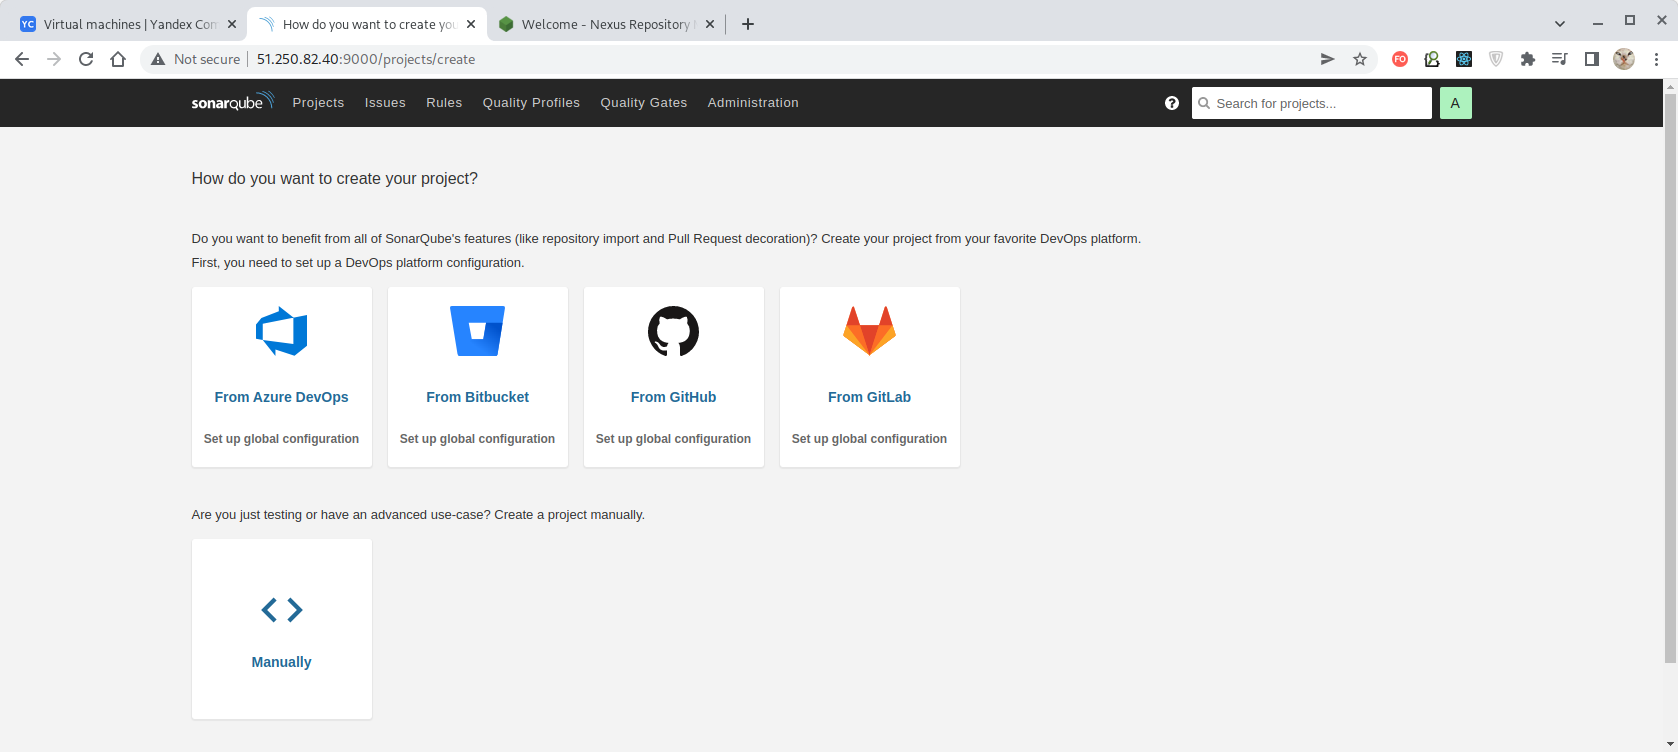 YC Virtual machines | Yandex Com
How do you want to create you
Welcome - Nexus Repository
Not secure 51.250.82.40:9000/projects/create
FO
sonarqube Projects Issues Rules Quality Profiles Quality Gates Administration ? Search for projects... A
How do you want to create your project?
Do you want to benefit from all of SonarQube's features (like repository import and Pull Request decoration)? Create your project from your favorite DevOps platform.
First, you need to set up a DevOps platform configuration.
From Azure DevOps From Bitbucket From GitHub From GitLab
Set up global configuration Set up global configuration Set up global configuration Set up global configuration
Are you just testing or have an advanced use-case? Create a project manually.
Manually